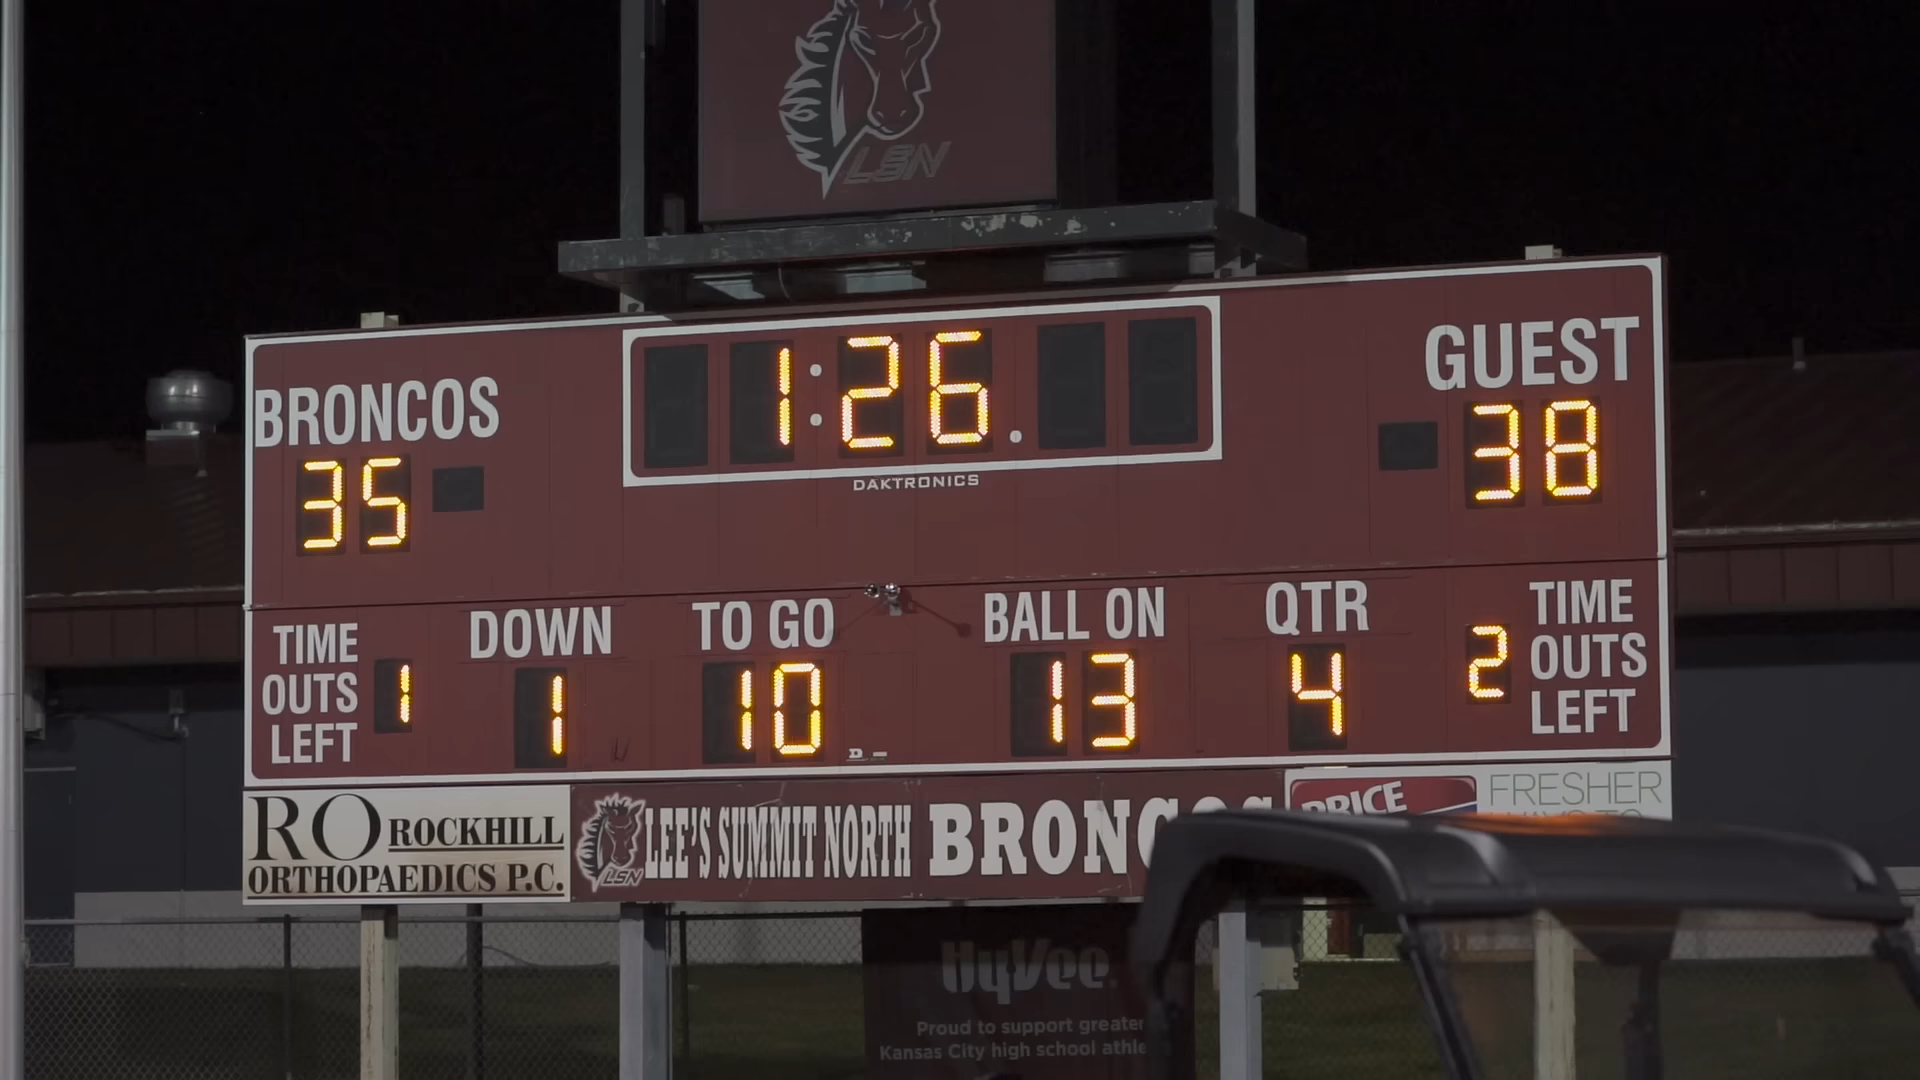 LSN
BRONCOS
35
1:26.
DAKTRONICS
GUEST
38
TIME
OUTS
LEFT
1
DOWN
1
TO GO
10
BALL ON
13
QTR
4
2
TIME
OUTS
LEFT
RO ROCKHILL
ORTHOPAEDICS P.C.
LSN
LEE'S SUMMIT NORTH BRONCOS
PRICE
FRESHER
HyVee
Proud to support greater
Kansas City high school